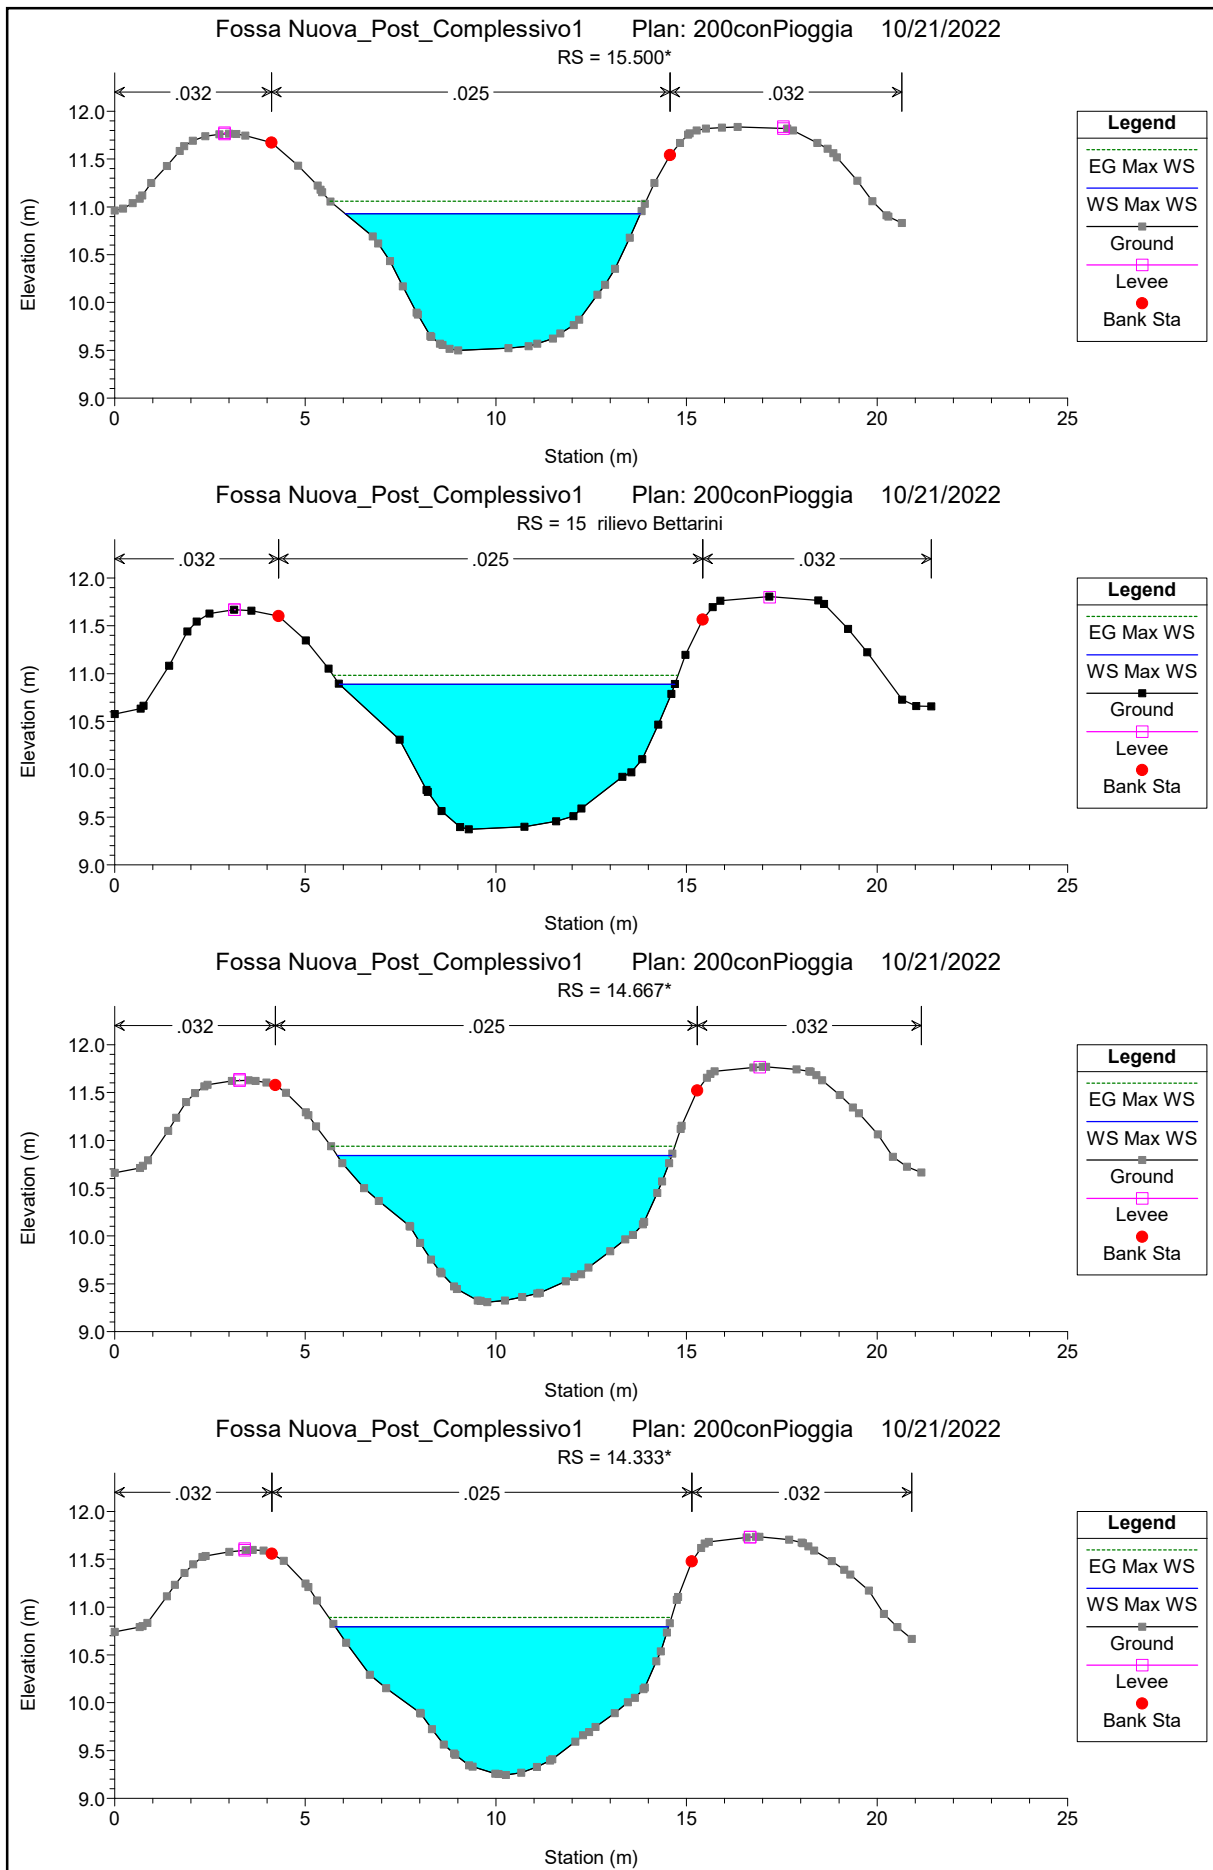 Fossa Nuova_Post_Complessivo1 Plan: 200conPioggia 10/21/2022
RS = 15.500*
.032 .025 .032
12.0
11.5
11.0
10.5
10.0
9.5
9.0
Elevation (m)
0 5 10 15 20 25
Station (m)
Legend
EG Max WS
WS Max WS
Ground
Levee
Bank Sta
Fossa Nuova_Post_Complessivo1 Plan: 200conPioggia 10/21/2022
RS = 15 rilievo Bettarini
.032 .025 .032
12.0
11.5
11.0
10.5
10.0
9.5
9.0
Elevation (m)
0 5 10 15 20 25
Station (m)
Legend
EG Max WS
WS Max WS
Ground
Levee
Bank Sta
Fossa Nuova_Post_Complessivo1 Plan: 200conPioggia 10/21/2022
RS = 14.667*
.032 .025 .032
12.0
11.5
11.0
10.5
10.0
9.5
9.0
Elevation (m)
0 5 10 15 20 25
Station (m)
Legend
EG Max WS
WS Max WS
Ground
Levee
Bank Sta
Fossa Nuova_Post_Complessivo1 Plan: 200conPioggia 10/21/2022
RS = 14.333*
.032 .025 .032
12.0
11.5
11.0
10.5
10.0
9.5
9.0
Elevation (m)
0 5 10 15 20 25
Station (m)
Legend
EG Max WS
WS Max WS
Ground
Levee
Bank Sta